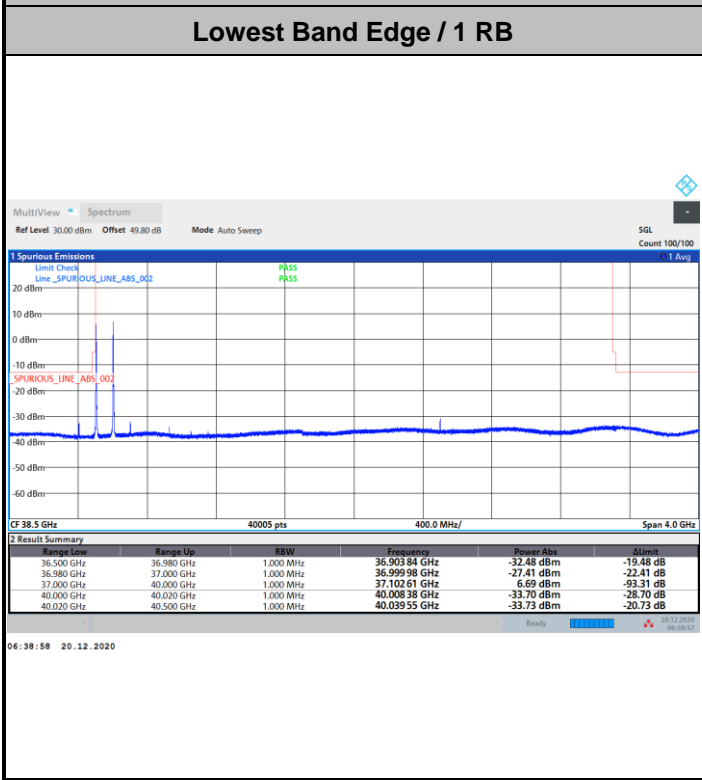 Lowest Band Edge / 1 RB
MultiView Spectrum
Ref Level 30.00 dBm Offset 49.80 dB Mode Auto Sweep SGL
Count 100/100
1 Spurious Emissions 1 Avg
Limit Check PASS
Line _SPURIOUS_LINE_ABS_002 PASS
20 dBm
10 dBm
0 dBm
-10 dBm
_SPURIOUS_LINE_ABS_002
-20 dBm
-30 dBm
-40 dBm
-50 dBm
-60 dBm
CF 38.5 GHz 40005 pts 400.0 MHz/ Span 4.0 GHz
2 Result Summary
Range Low Range Up RBW Frequency Power Abs ΔLimit
36.500 GHz 36.980 GHz 1.000 MHz 36.903 84 GHz -32.48 dBm -19.48 dB
36.980 GHz 37.000 GHz 1.000 MHz 36.999 98 GHz -27.41 dBm -22.41 dB
37.000 GHz 40.000 GHz 1.000 MHz 37.102 61 GHz 6.69 dBm -93.31 dB
40.000 GHz 40.020 GHz 1.000 MHz 40.008 38 GHz -33.70 dBm -28.70 dB
40.020 GHz 40.500 GHz 1.000 MHz 40.039 55 GHz -33.73 dBm -20.73 dB
Ready 20.12.2020
06:38:57
06:38:58 20.12.2020